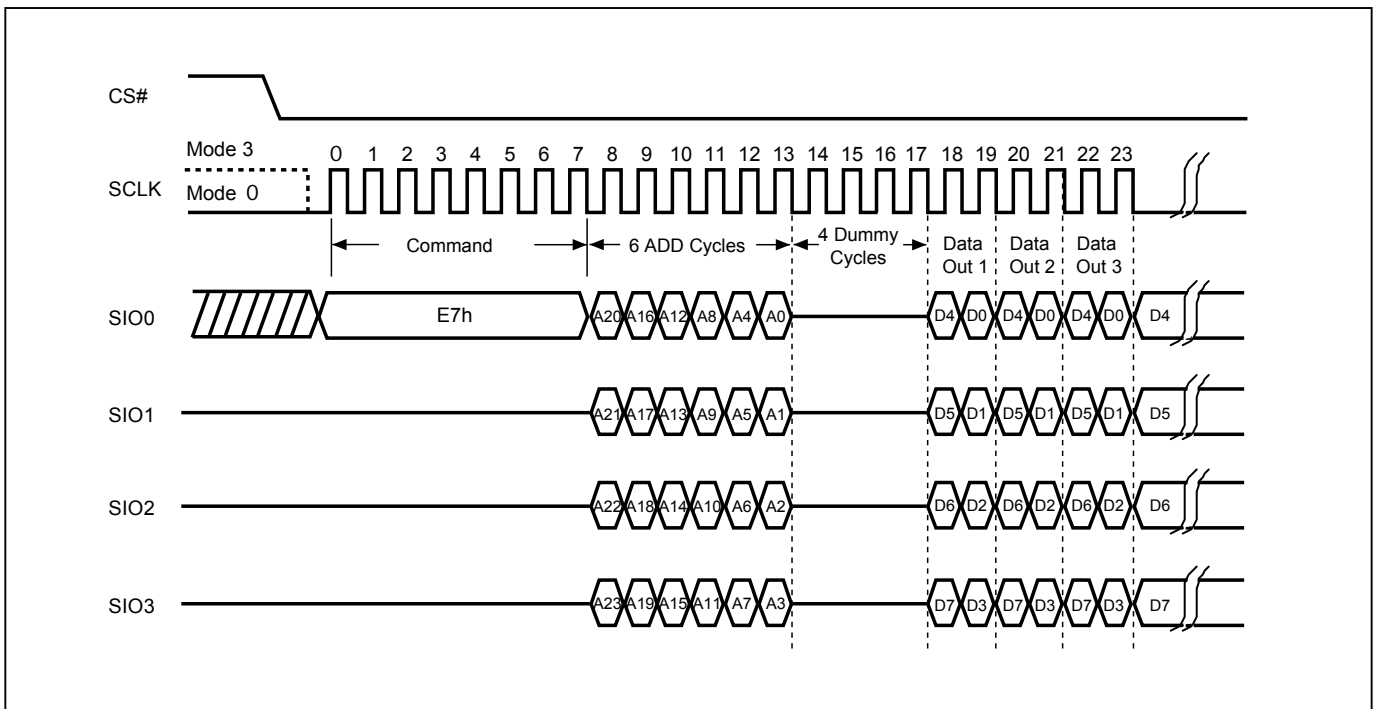 CS#
Mode 3
0 1 2 3 4 5 6 7 8 9 10 11 12 13 14 15 16 17 18 19 20 21 22 23
SCLK
Mode 0
Command
6 ADD Cycles
4 Dummy
Cycles
Data
Out 1
Data
Out 2
Data
Out 3
SIO0
E7h
A20 A16 A12 A8 A4 A0
D4 D0 D4 D0 D4 D0 D4
SIO1
A21 A17 A13 A9 A5 A1
D5 D1 D5 D1 D5 D1 D5
SIO2
A22 A18 A14 A10 A6 A2
D6 D2 D6 D2 D6 D2 D6
SIO3
A23 A19 A15 A11 A7 A3
D7 D3 D7 D3 D7 D3 D7